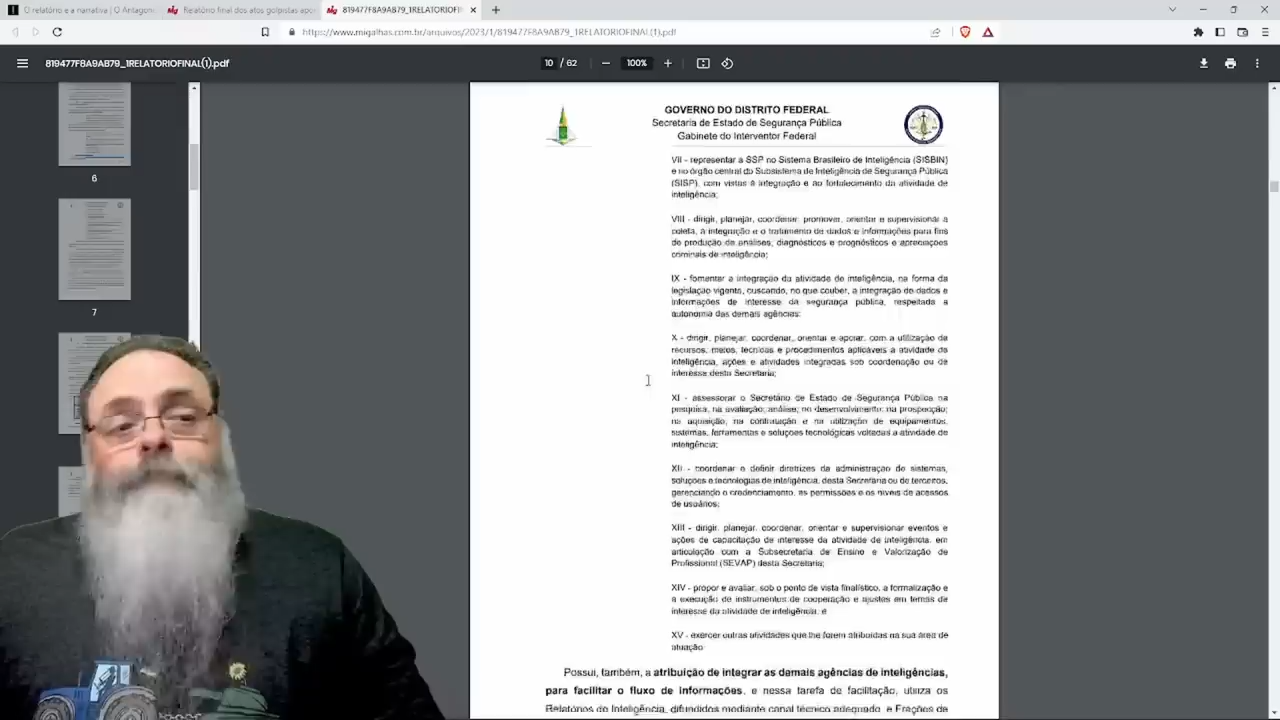 O relatório e a narrativa | O Antagon
Relatório final dos atos golpistas apo
819477F8A9AB79_1RELATORIOFINAL
https://www.migalhas.com.br/arquivos/2023/1/819477F8A9AB79_1RELATORIOFINAL(1).pdf
819477F8A9AB79_1RELATORIOFINAL(1).pdf
10 / 62
100%
6
7
GOVERNO DO DISTRITO FEDERAL
Secretaria de Estado de Segurança Pública
Gabinete do Interventor Federal
VII - representar a SSP no Sistema Brasileiro de Inteligência (SISBIN)
e no órgão central do Subsistema de Inteligência de Segurança Pública
(SISP), com vistas à integração e ao fortalecimento da atividade de
inteligência;
VIII - dirigir, planejar, coordenar, promover, orientar e supervisionar a
coleta, a integração e o tratamento de dados e informações para fins
de produção de análises, diagnósticos e prognósticos e apreciações
criminais de inteligência;
IX - fomentar a integração da atividade de inteligência, na forma da
legislação vigente, buscando, no que couber, a integração de dados e
informações de interesse da segurança pública, respeitada a
autonomia das demais agências;
X - dirigir, planejar, coordenar, orientar e apoiar, com a utilização de
recursos, meios, técnicas e procedimentos aplicáveis a atividade de
inteligência, ações e atividades integradas sob coordenação ou de
interesse desta Secretaria;
XI - assessorar o Secretário de Estado de Segurança Pública na
pesquisa, na avaliação, análise, no desenvolvimento, na prospecção,
na aquisição, na contratação e na utilização de equipamentos,
sistemas, ferramentas e soluções tecnológicas voltadas a atividade de
inteligência;
XII - coordenar e definir diretrizes de administração de sistemas,
soluções e tecnologias de inteligência, desta Secretaria ou de terceiros,
gerenciando o credenciamento, as permissões e os níveis de acessos
de usuários;
XIII - dirigir, planejar, coordenar, orientar e supervisionar eventos e
ações de capacitação de interesse da atividade de inteligência, em
articulação com a Subsecretaria de Ensino e Valorização de
Profissional (SEVAP) desta Secretaria;
XIV - propor e avaliar, sob o ponto de vista finalístico, a formalização e
a execução de instrumentos de cooperação e ajustes em temas de
interesse da atividade de inteligência, e
XV - exercer outras atividades que lhe forem atribuídas na sua área de
atuação
Possui, também, a atribuição de integrar as demais agências de inteligências,
para facilitar o fluxo de informações, e nessa tarefa de facilitação, utiliza os
Relatórios de Inteligência, difundidos mediante canal técnico adequado, e Frações de